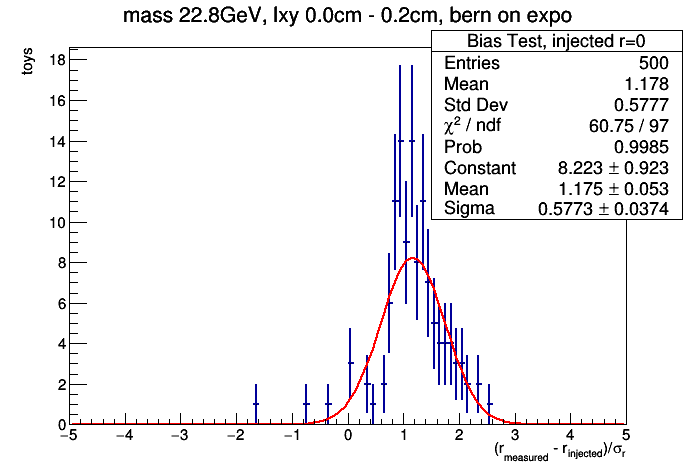 mass 22.8GeV, lxy 0.0cm - 0.2cm, bern on expo
Bias Test, injected r=0
Entries 500
Mean 1.178
Std Dev 0.5777
χ² / ndf 60.75 / 97
Prob 0.9985
Constant 8.223 ± 0.923
Mean 1.175 ± 0.053
Sigma 0.5773 ± 0.0374
toys
18
16
14
12
10
8
6
4
2
0
−5 −4 −3 −2 −1 0 1 2 3 4 5
(r_measured - r_injected)/σ_r